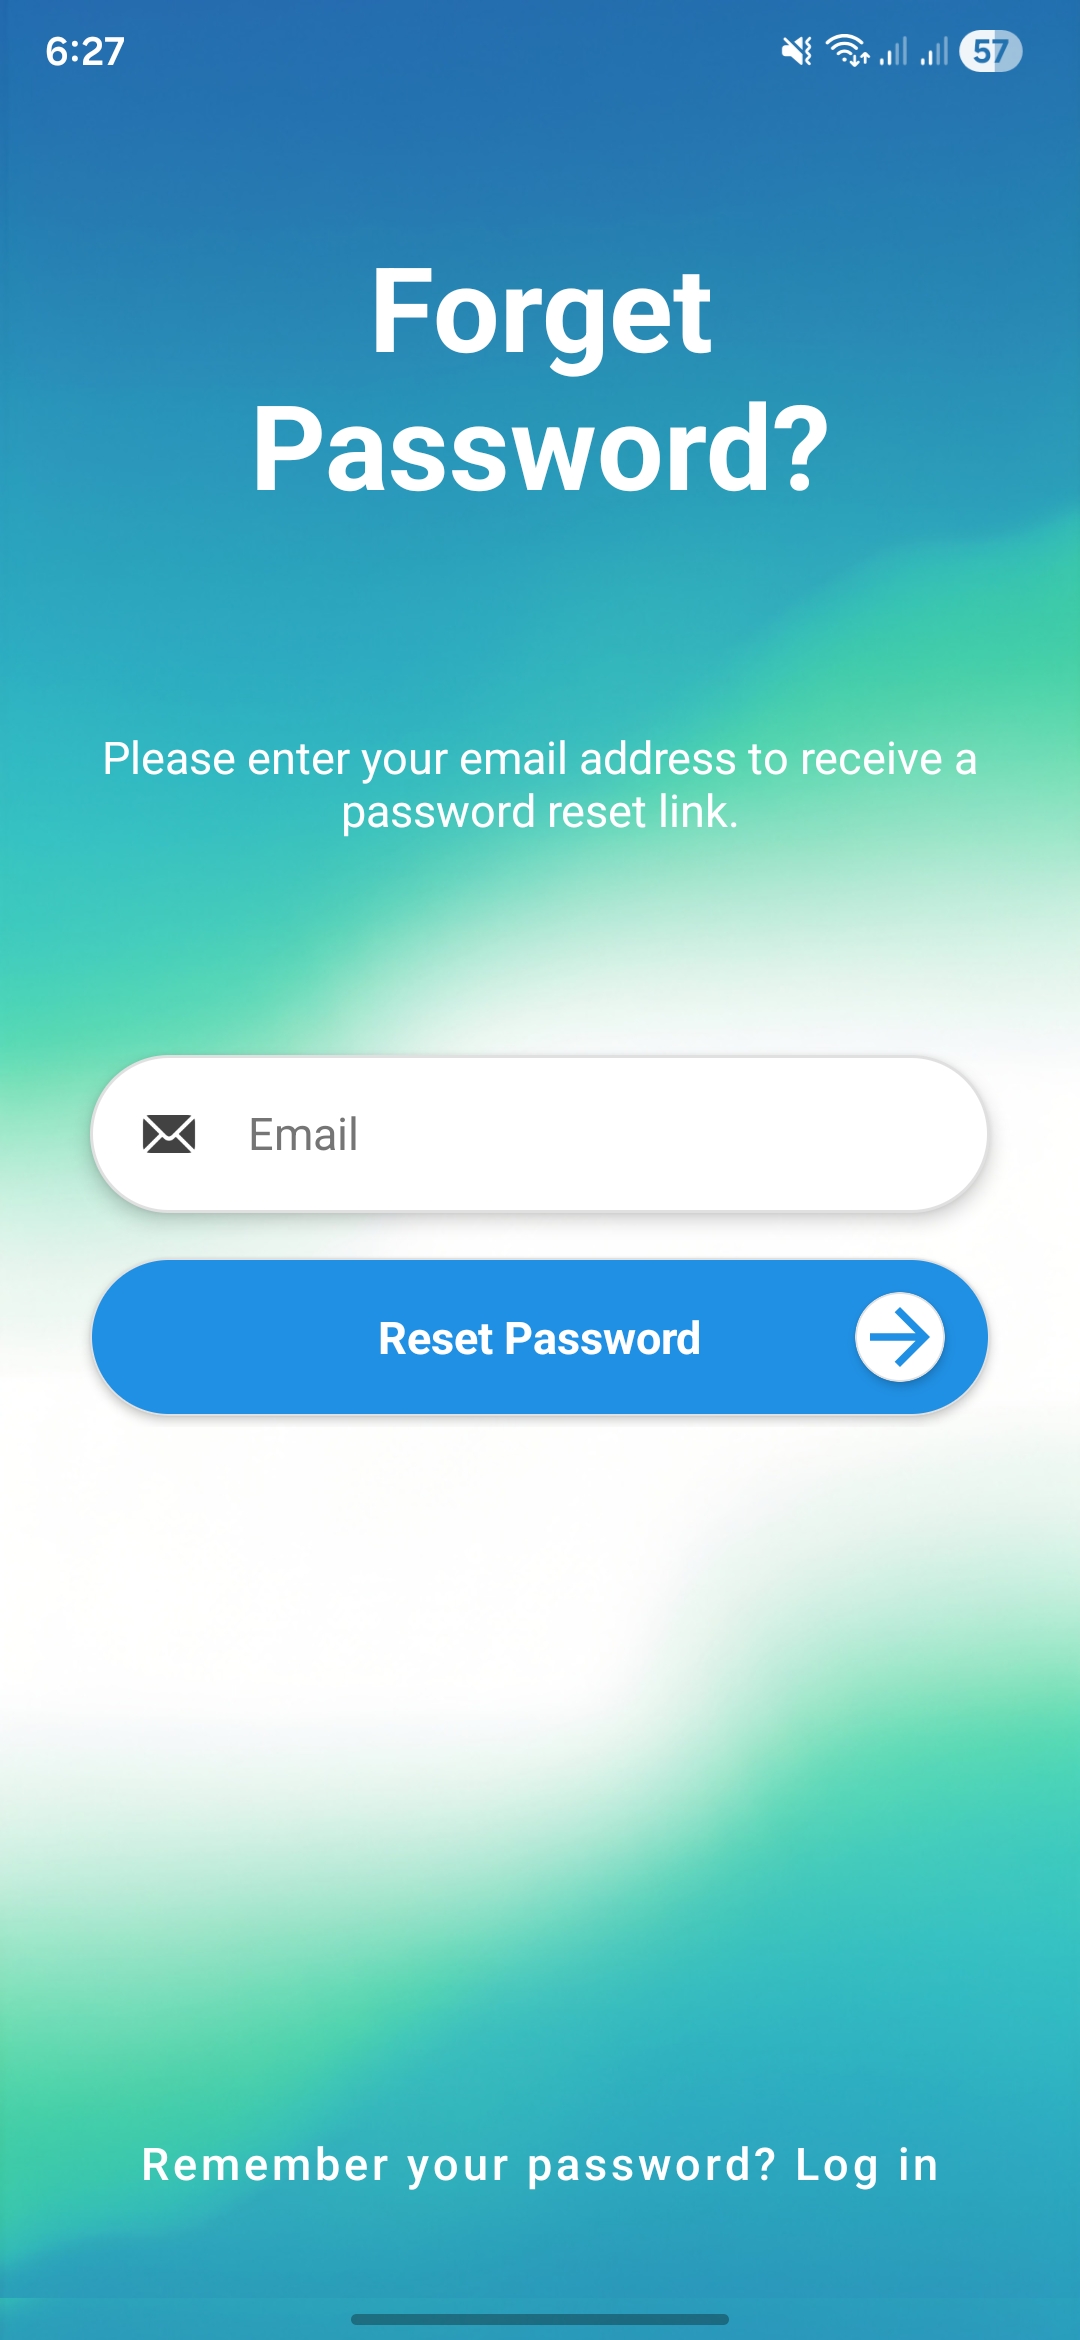 6:27
57
Forget
Password?
Please enter your email address to receive a
password reset link.
Email
Reset Password
Remember your password? Log in